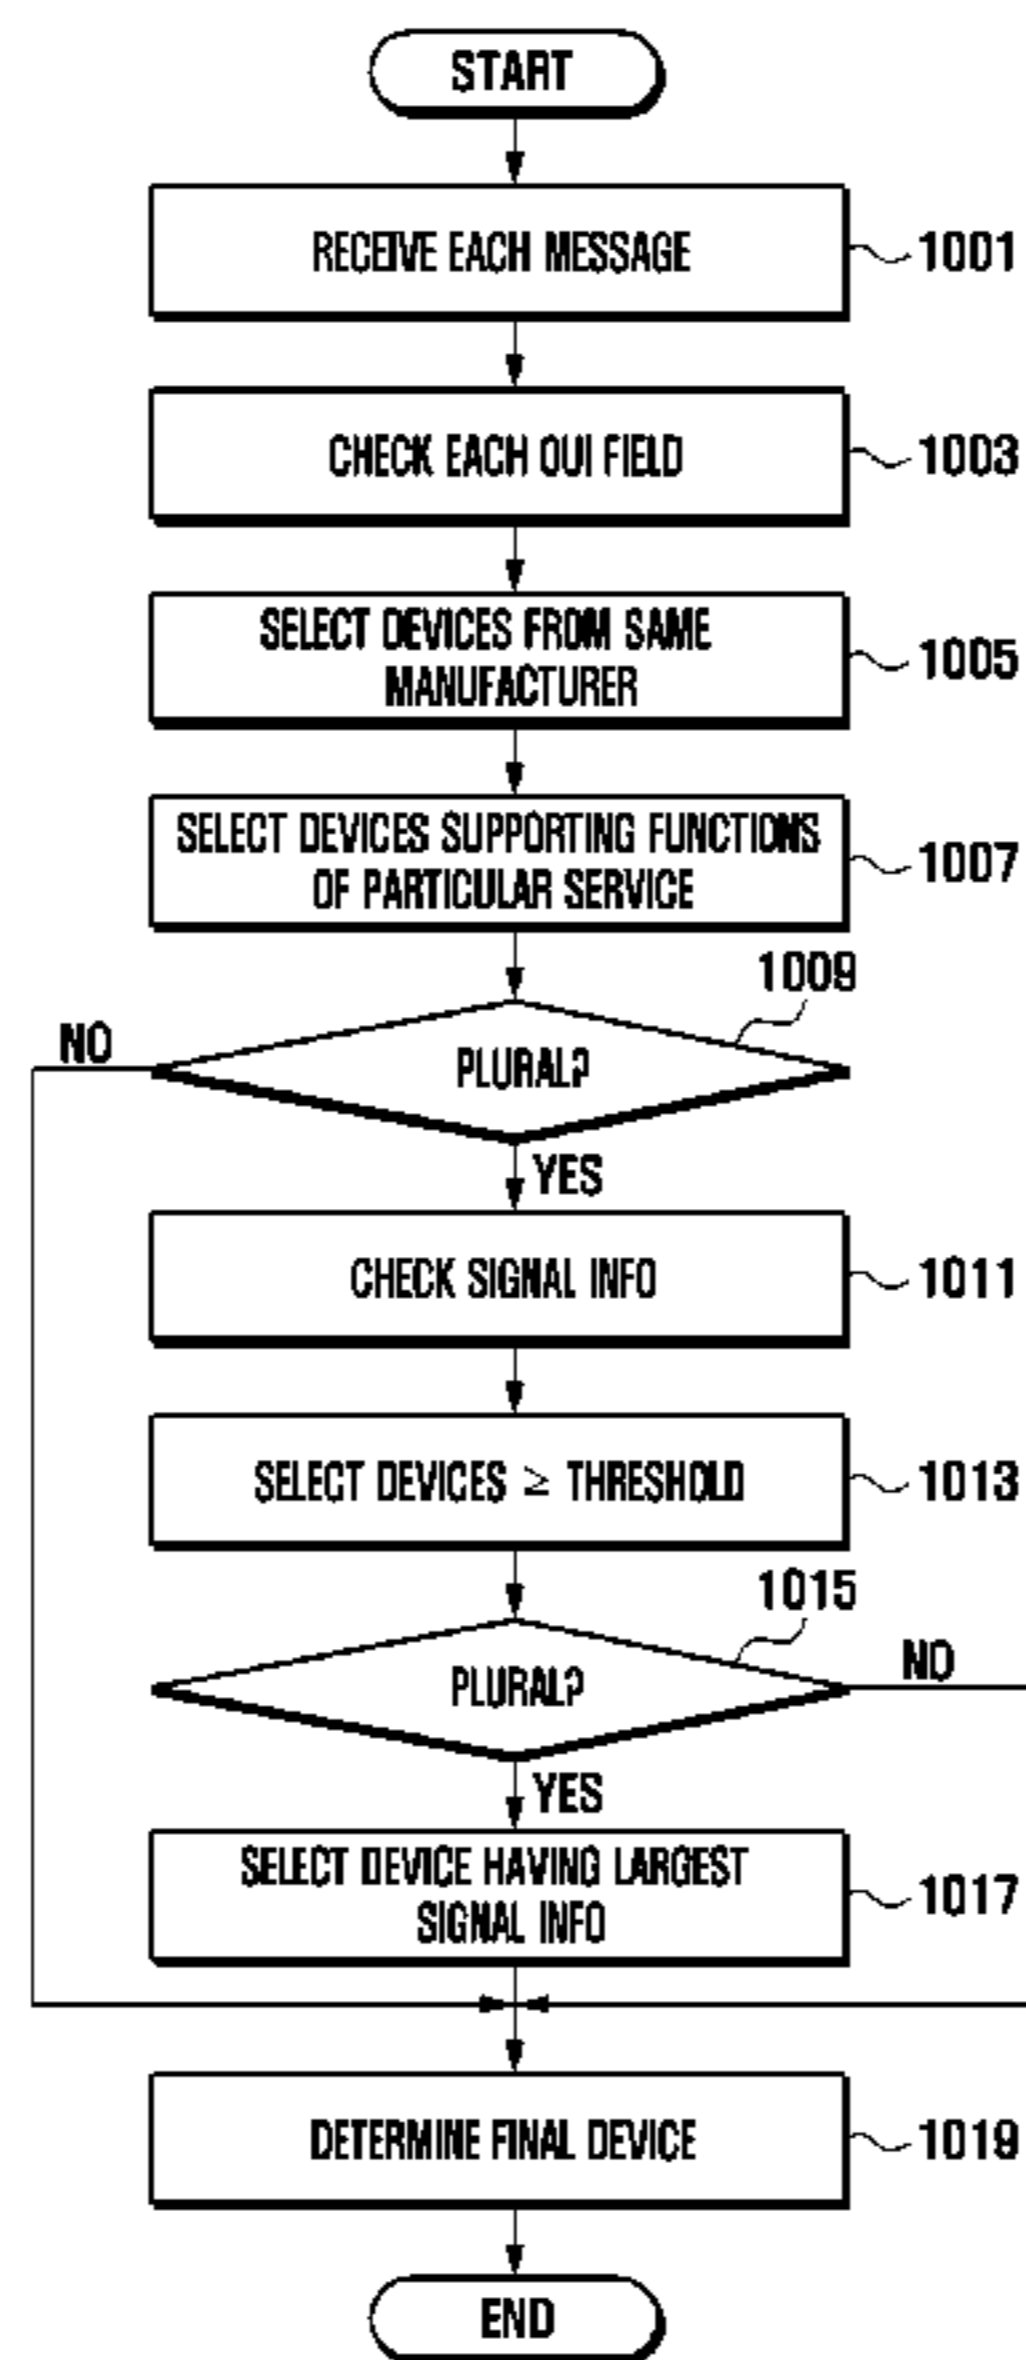 START
RECEIVE EACH MESSAGE
1001
CHECK EACH OUI FIELD
1003
SELECT DEVICES FROM SAME
MANUFACTURER
1005
SELECT DEVICES SUPPORTING FUNCTIONS
OF PARTICULAR SERVICE
1007
1009
NO
PLURAL?
YES
CHECK SIGNAL INFO
1011
SELECT DEVICES ≥ THRESHOLD
1013
1015
PLURAL?
NO
YES
SELECT DEVICE HAVING LARGEST
SIGNAL INFO
1017
DETERMINE FINAL DEVICE
1019
END